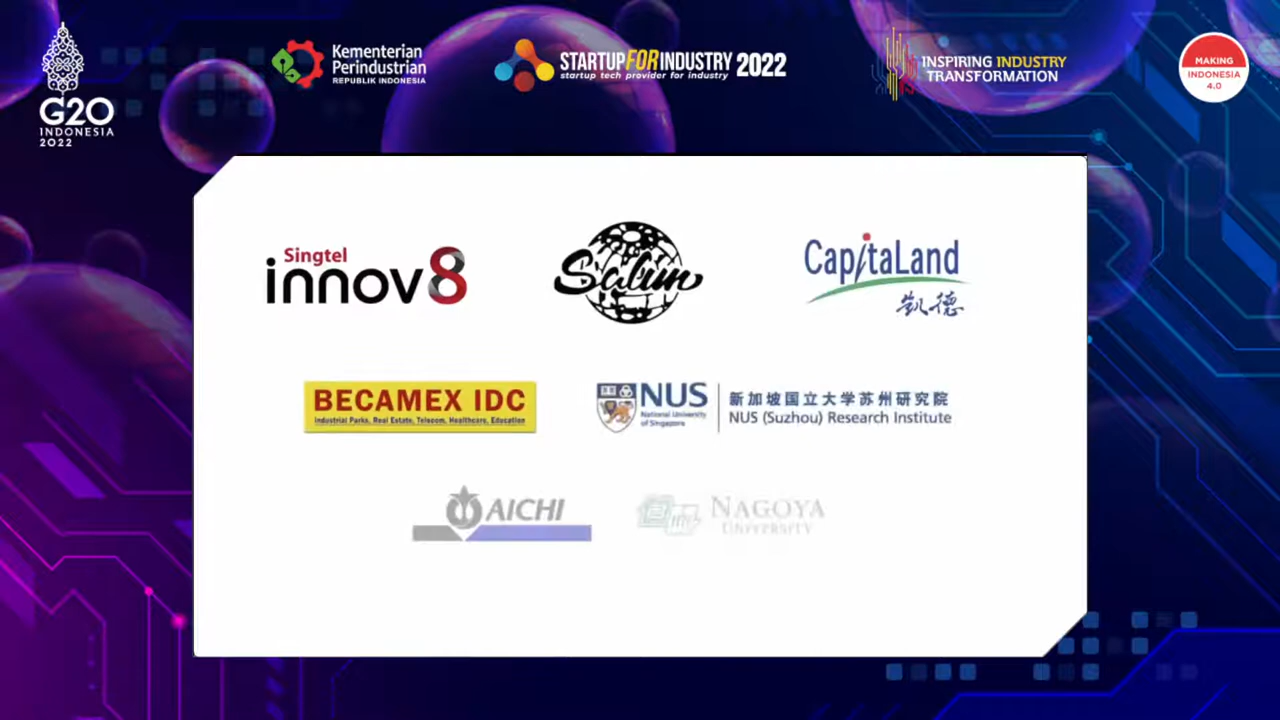 G20
INDONESIA
2022
Kementerian
Perindustrian
REPUBLIK INDONESIA
STARTUPFORINDUSTRY 2022
startup tech provider for industry
INSPIRING INDUSTRY
TRANSFORMATION
MAKING
INDONESIA
4.0
Singtel
innov8
Salim
CapitaLand
凯德
BECAMEX IDC
Industrial Parks, Real Estate, Telecom, Healthcare, Education
NUS
National University
of Singapore
新加坡国立大学苏州研究院
NUS (Suzhou) Research Institute
AICHI
NAGOYA
UNIVERSITY